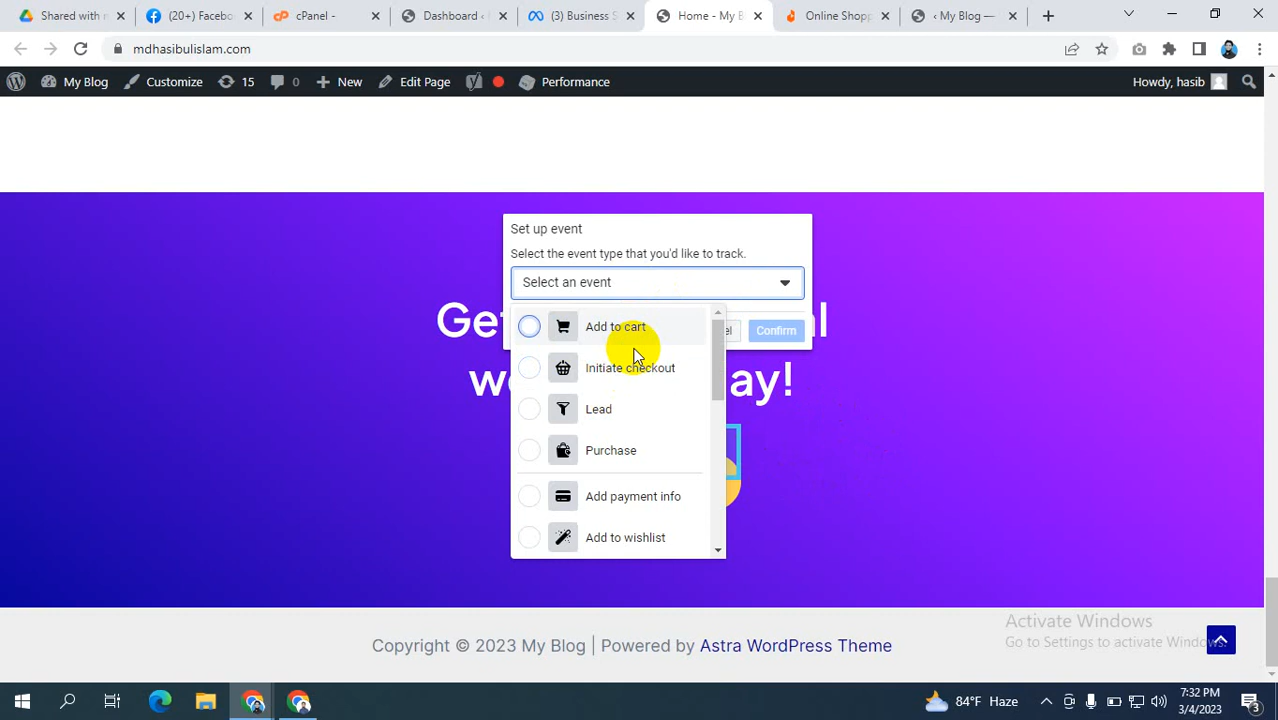 Shared with m
(20+) Facebo
cPanel -
Dashboard ‹
(3) Business S
Home - My B
Online Shopp
‹ My Blog —
mdhasibulislam.com
My Blog
Customize
15
0
New
Edit Page
Performance
Howdy, hasib
Set up event
Select the event type that you'd like to track.
Select an event
Add to cart
Confirm
Initiate checkout
Lead
Purchase
Add payment info
Add to wishlist
Copyright © 2023 My Blog | Powered by Astra WordPress Theme
Activate Windows
Go to Settings to activate Windows.
84°F Haze
7:32 PM
3/4/2023
3